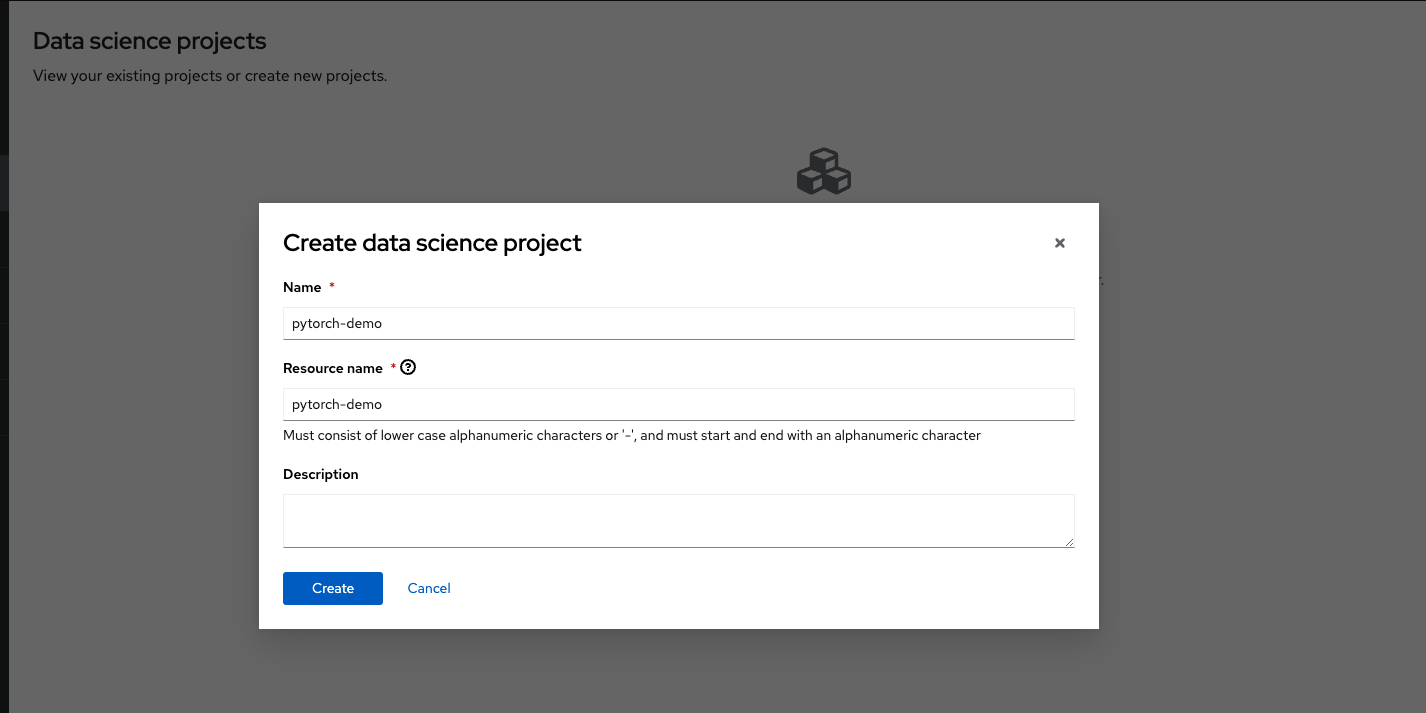 Data science projects
View your existing projects or create new projects.
Create data science project
Name *
pytorch-demo
Resource name *
pytorch-demo
Must consist of lower case alphanumeric characters or '-', and must start and end with an alphanumeric character
Description
Create
Cancel